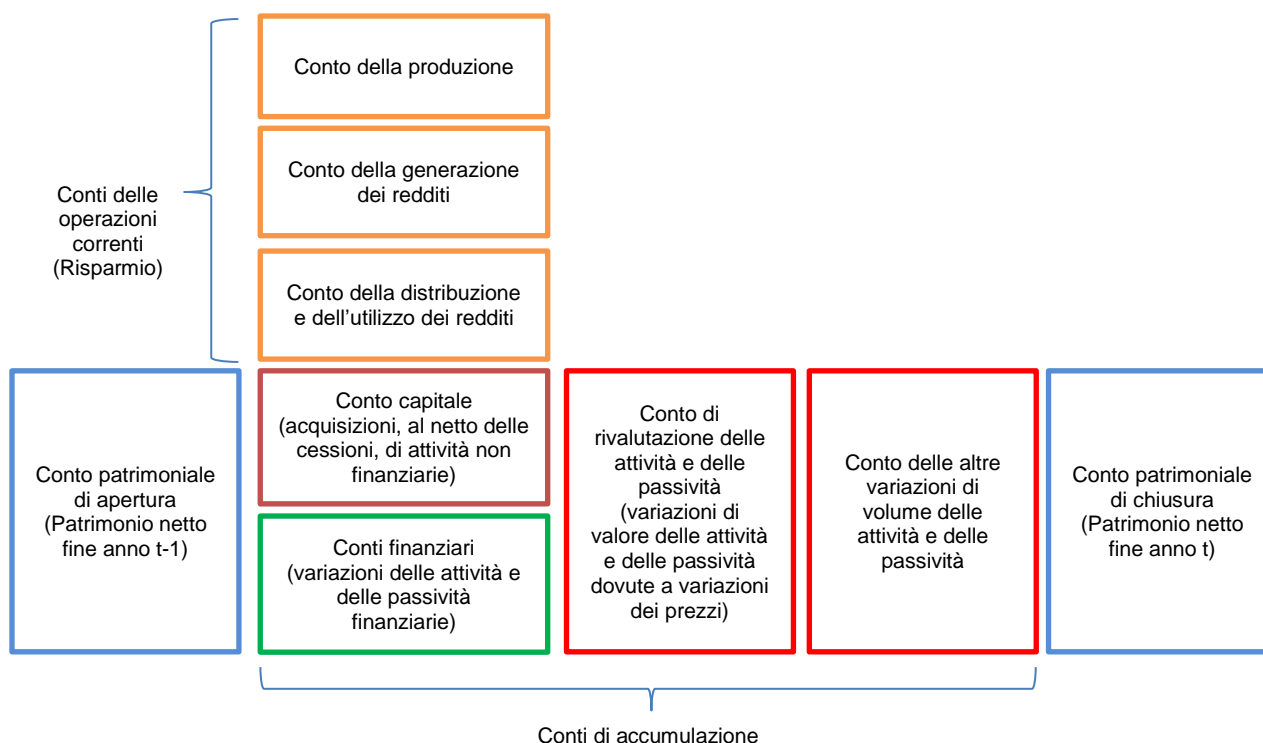 Conto della produzione
Conto della generazione
dei redditi
Conti delle
operazioni
correnti
(Risparmio)
Conto della distribuzione
e dell'utilizzo dei redditi
Conto patrimoniale
di apertura
(Patrimonio netto
fine anno t-1)
Conto capitale
(acquisizioni, al netto delle
cessioni, di attività non
finanziarie)
Conti finanziari
(variazioni delle attività e
delle passività
finanziarie)
Conto di
rivalutazione delle
attività e delle
passività
(variazioni di
valore delle attività
e delle passività
dovute a variazioni
dei prezzi)
Conto delle altre
variazioni di
volume delle
attività e delle
passività
Conto patrimoniale
di chiusura
(Patrimonio netto
fine anno t)
Conti di accumulazione